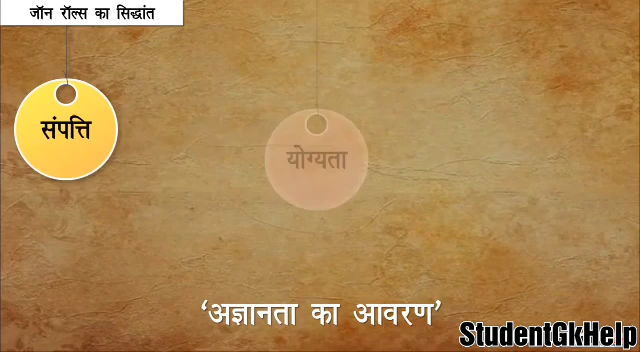 जॉन रॉल्स का सिद्धांत
संपत्ति
योग्यता
‘अज्ञानता का आवरण’
StudentGkHelp